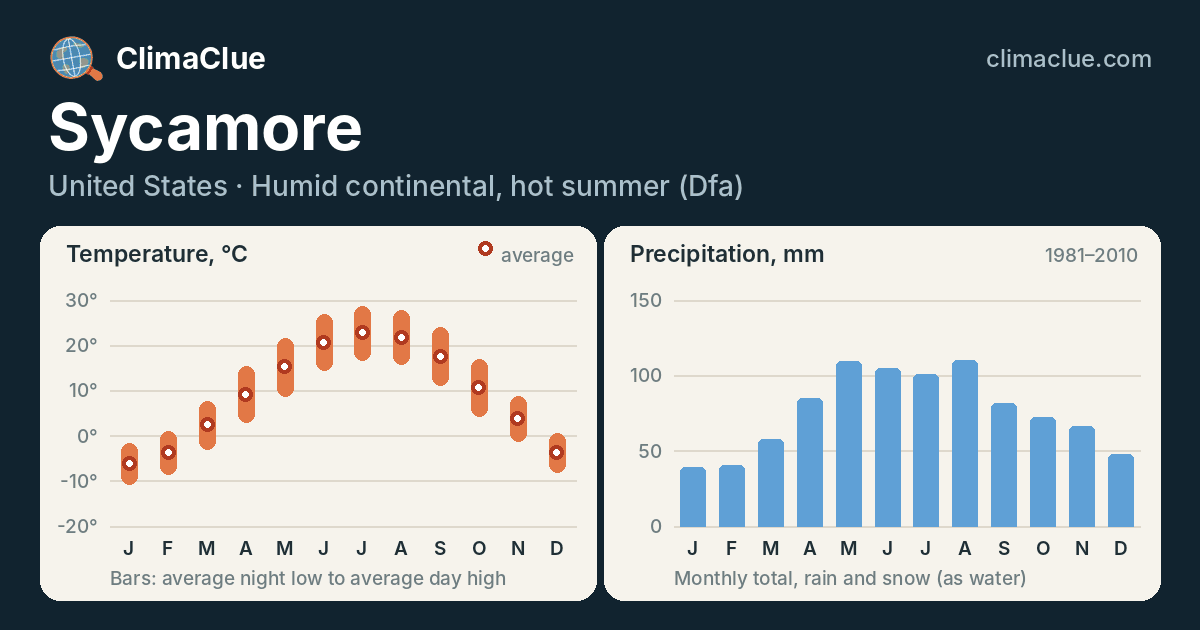 ClimaClue
climaclue.com
Sycamore
United States · Humid continental, hot summer (Dfa)
Temperature, °C
average
30°
20°
10°
0°
-10°
-20°
J F M A M J J A S O N D
Bars: average night low to average day high
Precipitation, mm
1981–2010
150
100
50
0
J F M A M J J A S O N D
Monthly total, rain and snow (as water)